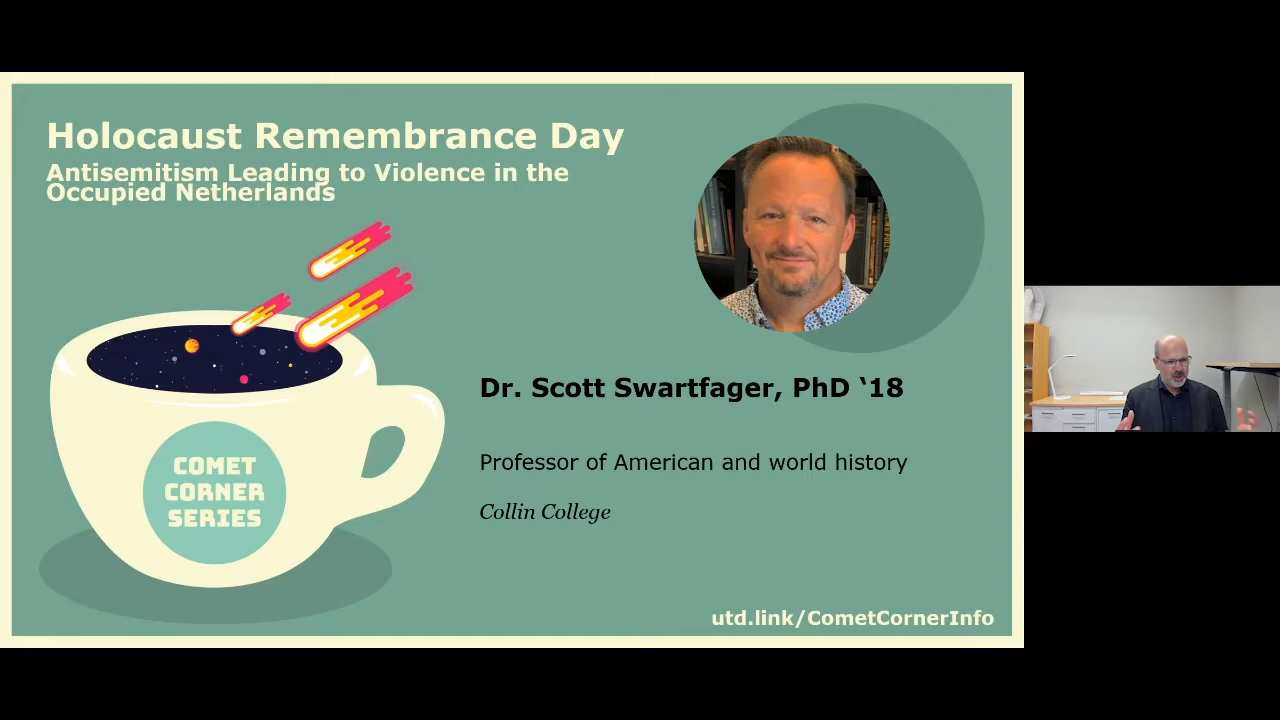 Holocaust Remembrance Day
Antisemitism Leading to Violence in the
Occupied Netherlands
COMET
CORNER
SERIES
Dr. Scott Swartfager, PhD ‘18
Professor of American and world history
Collin College
utd.link/CometCornerInfo